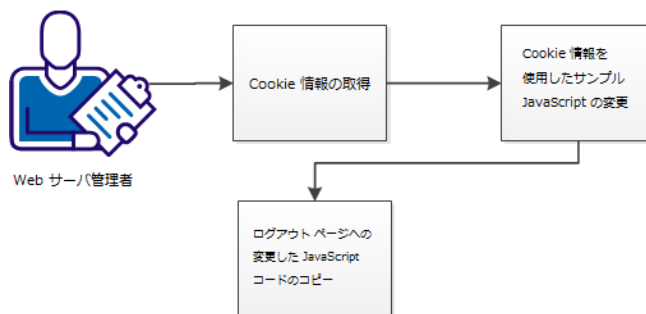 Web サーバ管理者
Cookie 情報の取得
Cookie 情報を
使用したサンプル
JavaScript の変更
ログアウト ページへの
変更した JavaScript
コードのコピー